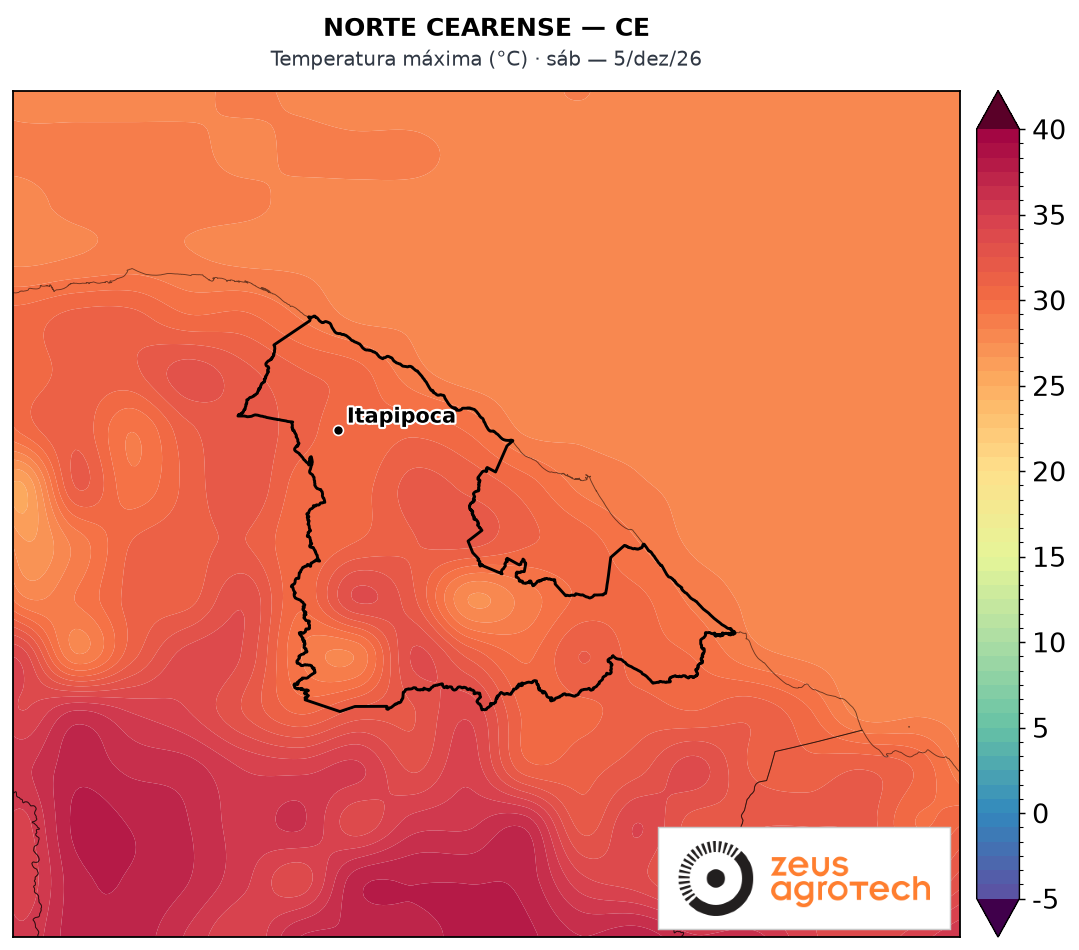 NORTE CEARENSE — CE
Temperatura máxima (°C) · sáb — 5/dez/26
Itapipoca
40
35
30
25
20
15
10
5
0
-5
zeus
agrotech